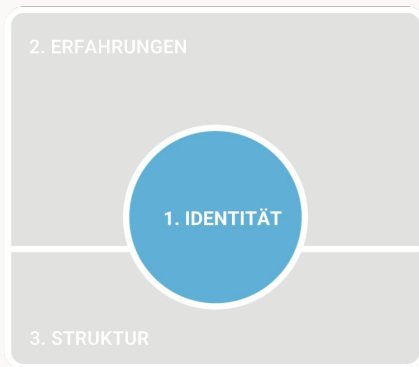 2. ERFAHRUNGEN
1. IDENTITÄT
3. STRUKTUR